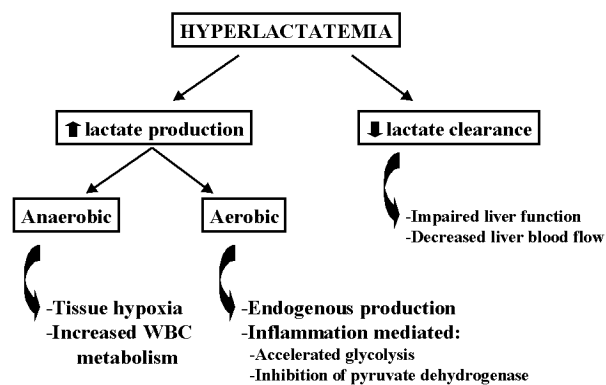 HYPERLACTATEMIA
⬆ lactate production
⬇ lactate clearance
Anaerobic
Aerobic
-Impaired liver function
-Decreased liver blood flow
-Tissue hypoxia
-Increased WBC
metabolism
-Endogenous production
-Inflammation mediated:
-Accelerated glycolysis
-Inhibition of pyruvate dehydrogenase